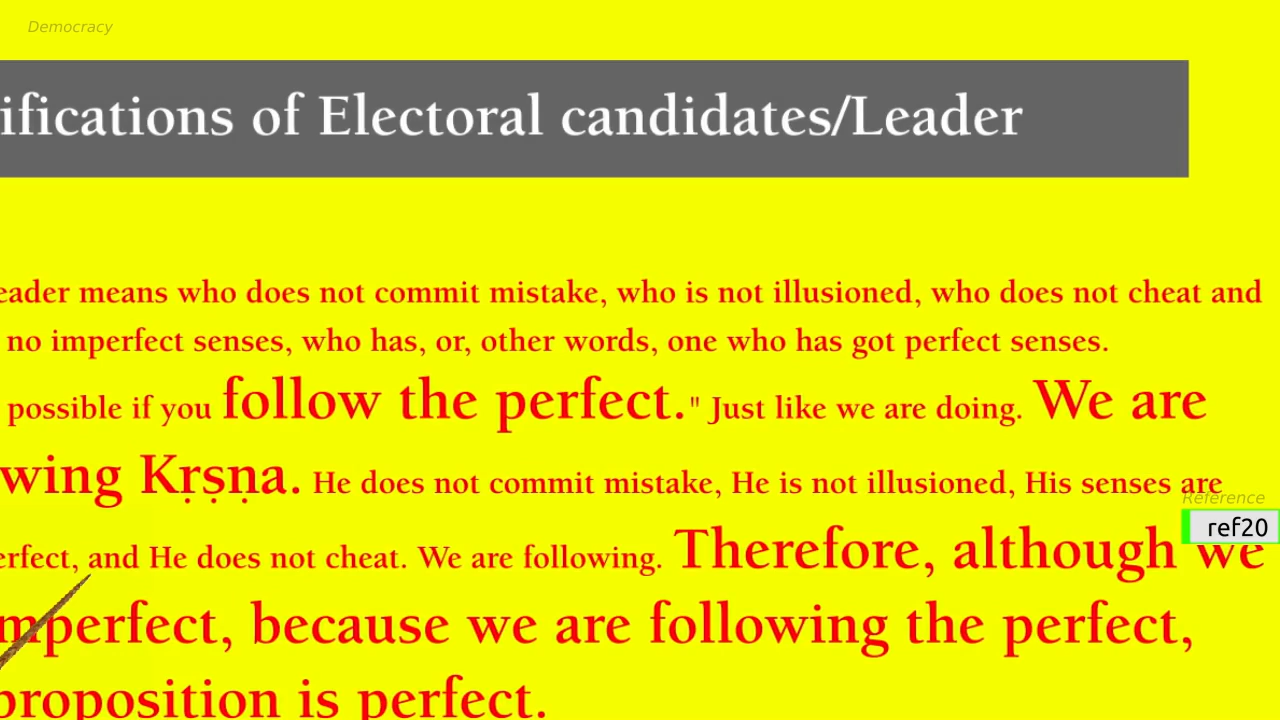 Democracy
ifications of Electoral candidates/Leader
eader means who does not commit mistake, who is not illusioned, who does not cheat and
no imperfect senses, who has, or, other words, one who has got perfect senses.
possible if you follow the perfect." Just like we are doing. We are
wing Kṛṣṇa. He does not commit mistake, He is not illusioned, His senses are
Reference
ref20
erfect, and He does not cheat. We are following. Therefore, although we
mperfect, because we are following the perfect,
proposition is perfect.